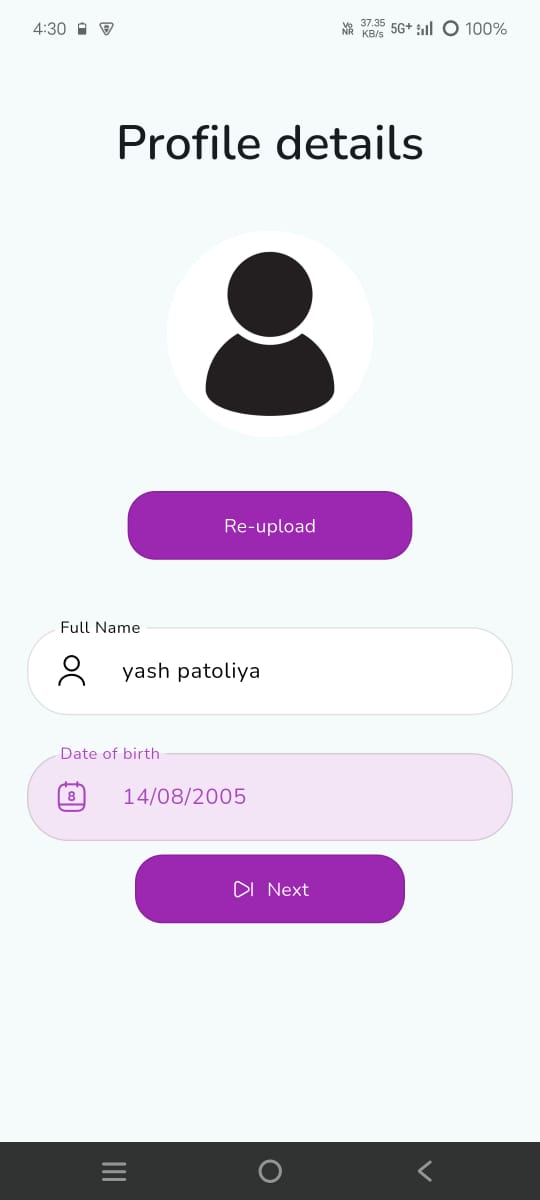 4:30
Vo NR 37.35 KB/s 5G+ 100%
Profile details
Re-upload
Full Name
yash patoliya
Date of birth
8 14/08/2005
Next